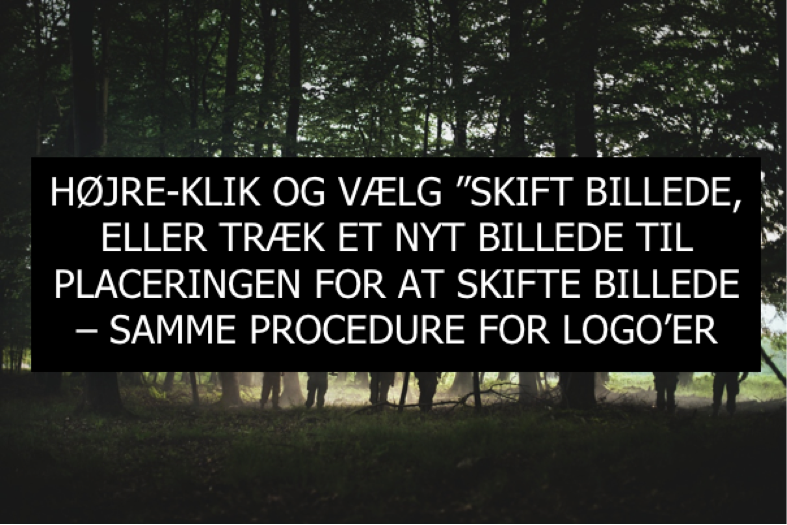 HØJRE-KLIK OG VÆLG ”SKIFT BILLEDE,
ELLER TRÆK ET NYT BILLEDE TIL
PLACERINGEN FOR AT SKIFTE BILLEDE
– SAMME PROCEDURE FOR LOGO’ER